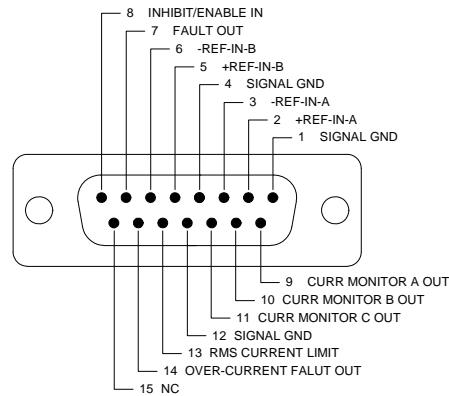 8 INHIBIT/ENABLE IN
7 FAULT OUT
6 -REF-IN-B
5 +REF-IN-B
4 SIGNAL GND
3 -REF-IN-A
2 +REF-IN-A
1 SIGNAL GND
9 CURR MONITOR A OUT
10 CURR MONITOR B OUT
11 CURR MONITOR C OUT
12 SIGNAL GND
13 RMS CURRENT LIMIT
14 OVER-CURRENT FALUT OUT
15 NC